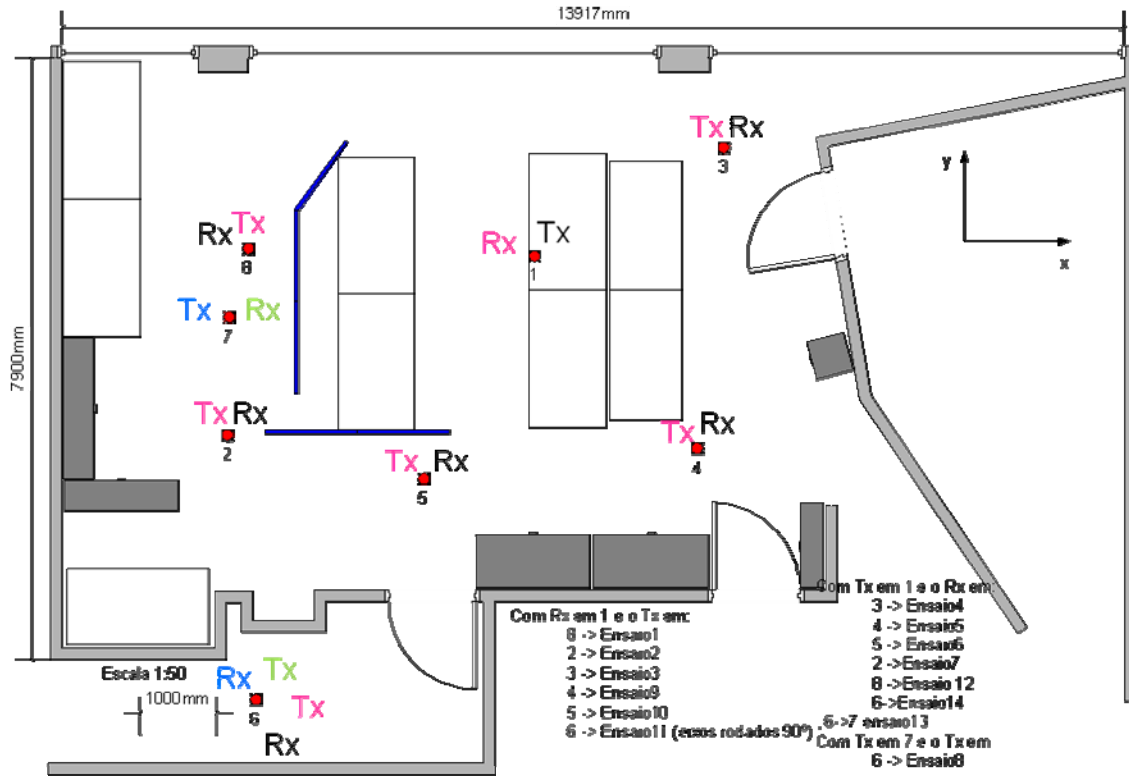 13917mm
Tx Rx
3
y
x
Tx
Rx
8
Rx Tx
1
Tx Rx
7
7900mm
Tx Rx
2
Tx Rx
4
Tx Rx
5
Com Tx em 1 e o Rx em:
3 -> Ensaio4
4 -> Ensaio5
5 -> Ensaio6
2 ->Ensaio7
8 ->Ensaio 12
6->Ensaio14
6->7 ensaio13
Com Tx em 7 e o Tx em
6 -> Ensaio8
Com Rx em 1 e o Tx em:
8 -> Ensaio1
2 -> Ensaio2
3 -> Ensaio3
4 -> Ensaio9
5 -> Ensaio10
6 -> Ensaio11 (eixos rodados 90º)
Escala 1:50
1000mm
Rx Tx
Tx
6
Rx